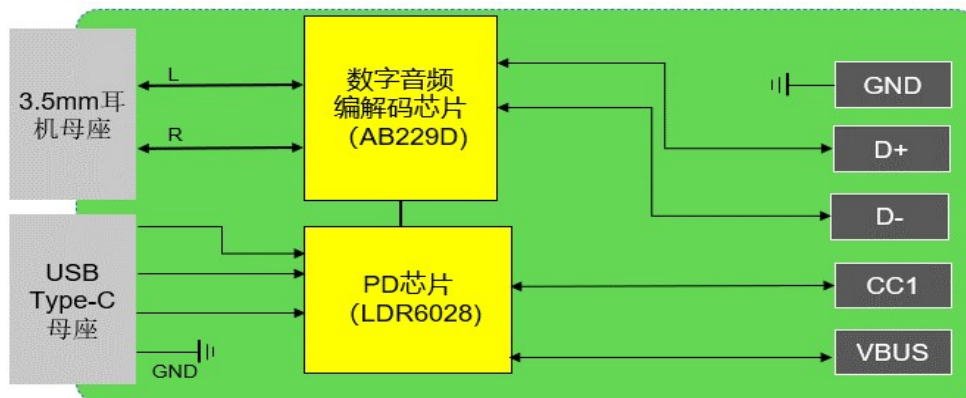 3.5mm耳
机母座
L
R
数字音频
编解码芯片
(AB229D)
GND
D+
D-
USB
Type-C
母座
GND
PD芯片
(LDR6028)
CC1
VBUS